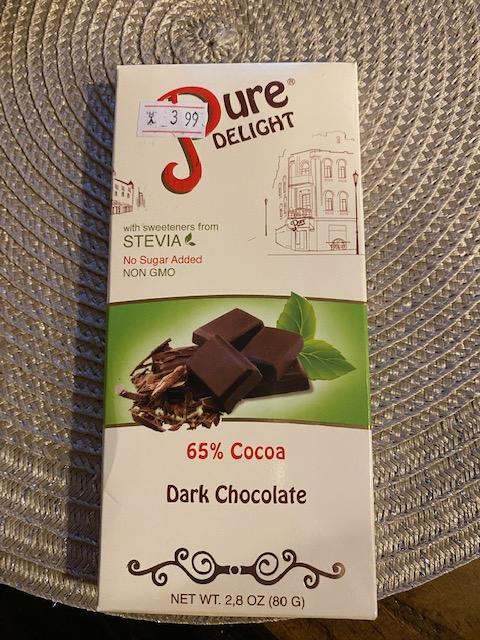 Pure®
DELIGHT
3 99
with sweeteners from
STEVIA
No Sugar Added
NON GMO
65% Cocoa
Dark Chocolate
NET WT. 2,8 OZ (80 G)